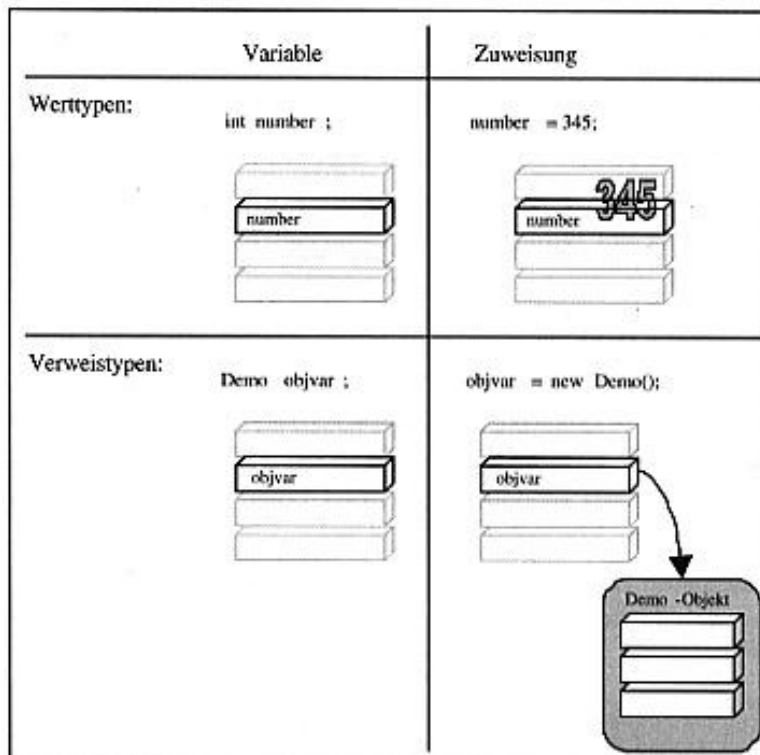 Variable
Zuweisung
Werttypen:
int number ;
number = 345;
number
345
number
Verweistypen:
Demo objvar ;
objvar = new Demo();
objvar
objvar
Demo -Objekt